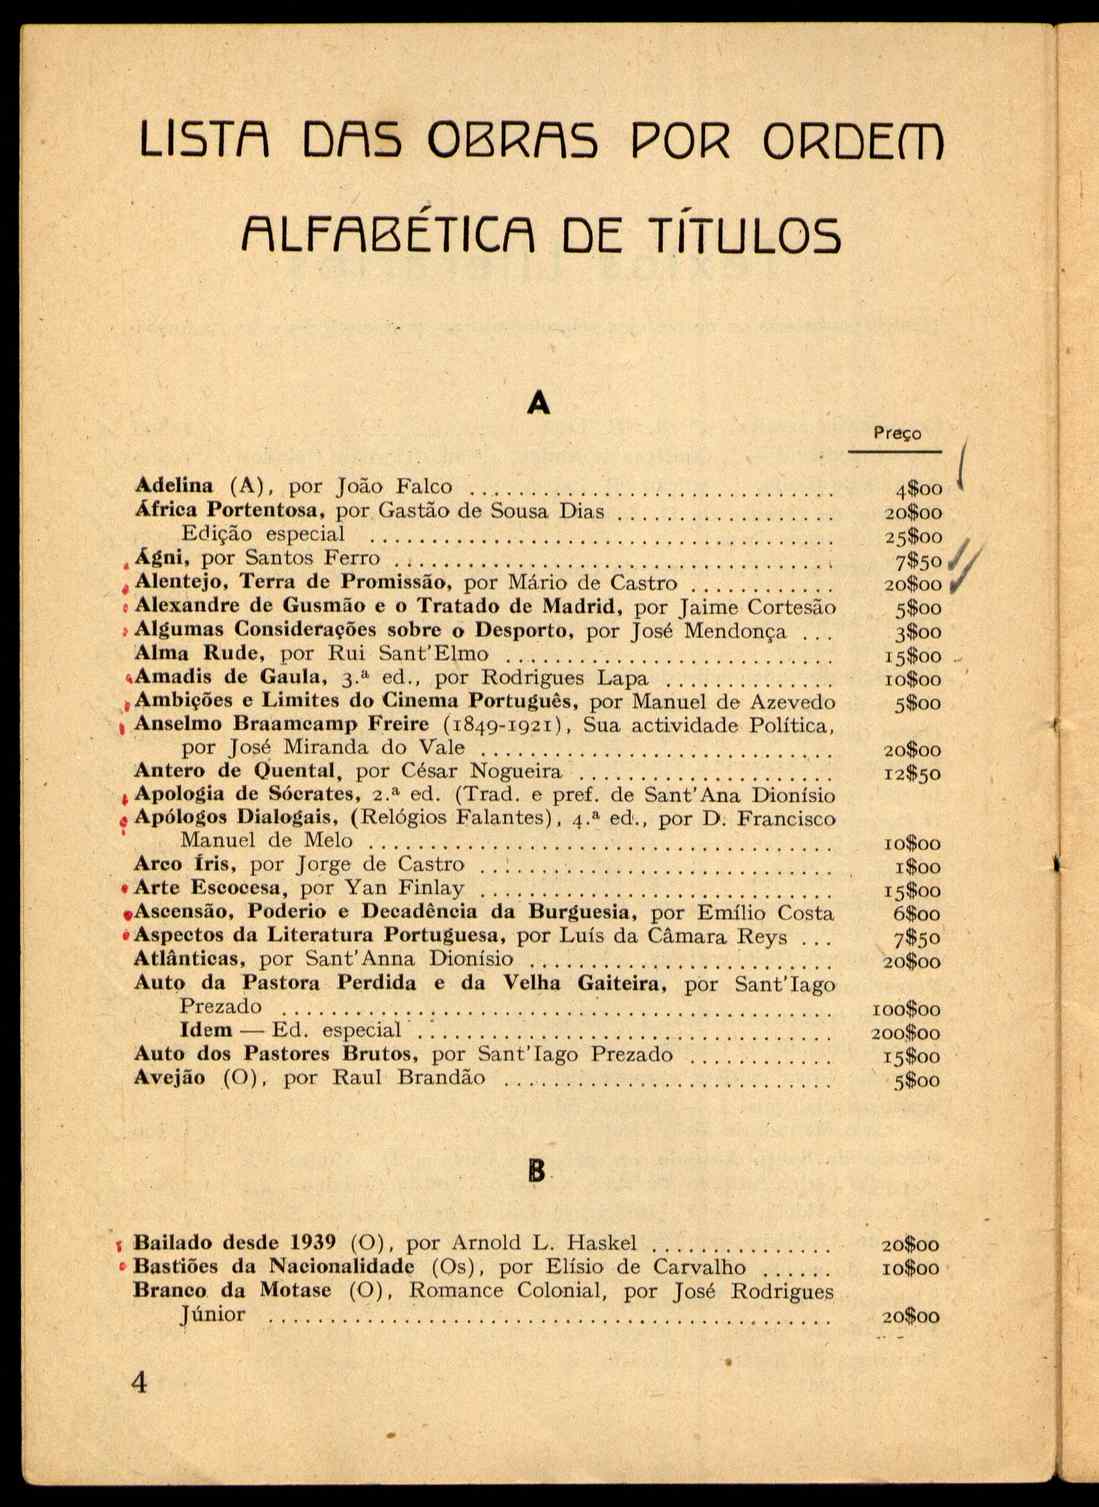 LISTA DAS OBRAS POR ORDEM
ALFABÉTICA DE TÍTULOS
A
Preço
Adelina (A), por João Falco ........ 4$00
África Portentosa, por Gastão de Sousa Dias ........ 20$00
Edição especial ........ 25$00
Ágni, por Santos Ferro ........ 7$50
Alentejo, Terra de Promissão, por Mário de Castro ........ 20$00
Alexandre de Gusmão e o Tratado de Madrid, por Jaime Cortesão 5$00
Algumas Considerações sobre o Desporto, por José Mendonça ... 3$00
Alma Rude, por Rui Sant'Elmo ........ 15$00
Amadis de Gaula, 3.ª ed., por Rodrigues Lapa ........ 10$00
Ambições e Limites do Cinema Português, por Manuel de Azevedo 5$00
Anselmo Braamcamp Freire (1849-1921), Sua actividade Política,
por José Miranda do Vale ........ 20$00
Antero de Quental, por César Nogueira ........ 12$50
Apologia de Sócrates, 2.ª ed. (Trad. e pref. de Sant'Ana Dionísio
Apólogos Dialogais, (Relógios Falantes), 4.ª ed., por D. Francisco
Manuel de Melo ........ 10$00
Arco Íris, por Jorge de Castro ........ 1$00
Arte Escocesa, por Yan Finlay ........ 15$00
Ascensão, Poderio e Decadência da Burguesia, por Emílio Costa 6$00
Aspectos da Literatura Portuguesa, por Luís da Câmara Reys ... 7$50
Atlânticas, por Sant'Anna Dionísio ........ 20$00
Auto da Pastora Perdida e da Velha Gaiteira, por Sant'Iago
Prezado ........ 100$00
Idem — Ed. especial ........ 200$00
Auto dos Pastores Brutos, por Sant'Iago Prezado ........ 15$00
Avejão (O), por Raul Brandão ........ 5$00
B
Bailado desde 1939 (O), por Arnold L. Haskel ........ 20$00
Bastiões da Nacionalidade (Os), por Elísio de Carvalho ...... 10$00
Branco da Motase (O), Romance Colonial, por José Rodrigues
Júnior ........ 20$00
4